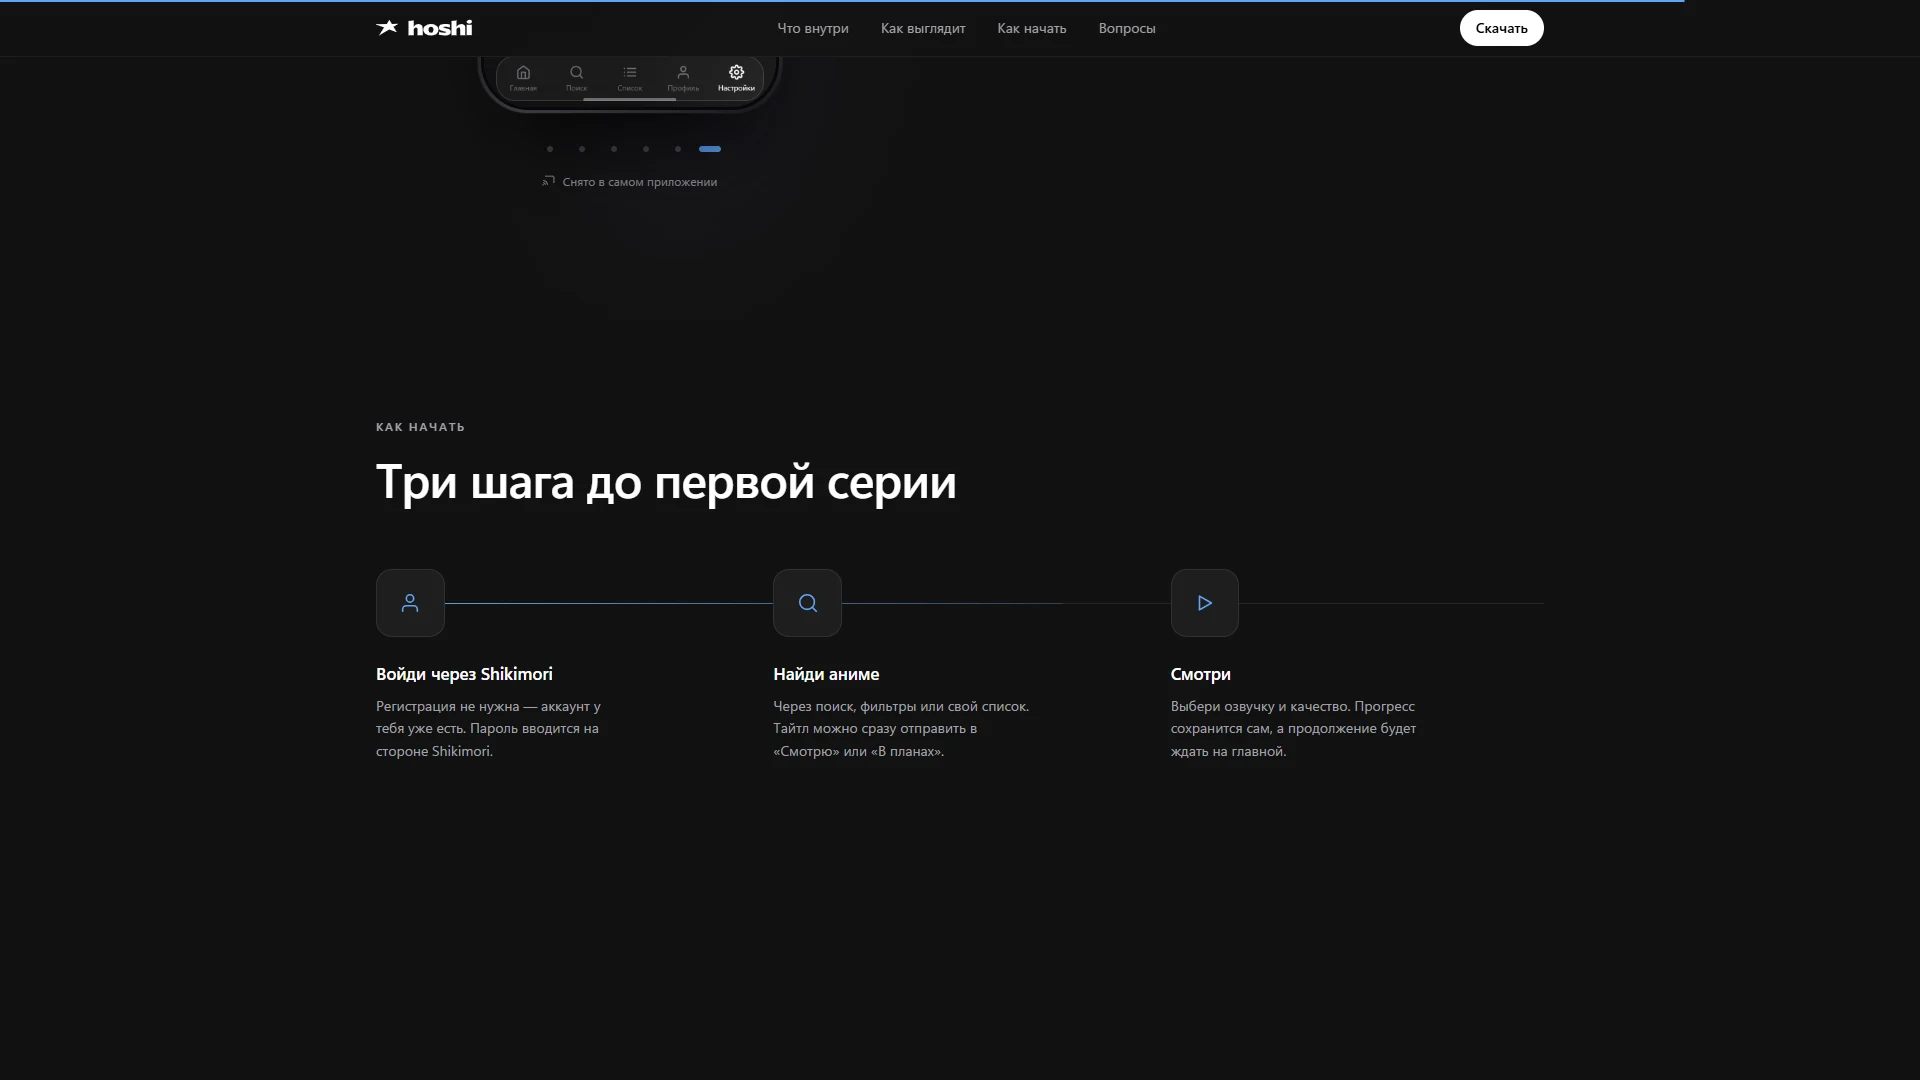 hoshi
Что внутри
Как выглядит
Как начать
Вопросы
Скачать
Главная
Поиск
Список
Профиль
Настройки
Снято в самом приложении
КАК НАЧАТЬ
Три шага до первой серии
Войди через Shikimori
Регистрация не нужна — аккаунт у
тебя уже есть. Пароль вводится на
стороне Shikimori.
Найди аниме
Через поиск, фильтры или свой список.
Тайтл можно сразу отправить в
«Смотрю» или «В планах».
Смотри
Выбери озвучку и качество. Прогресс
сохранится сам, а продолжение будет
ждать на главной.